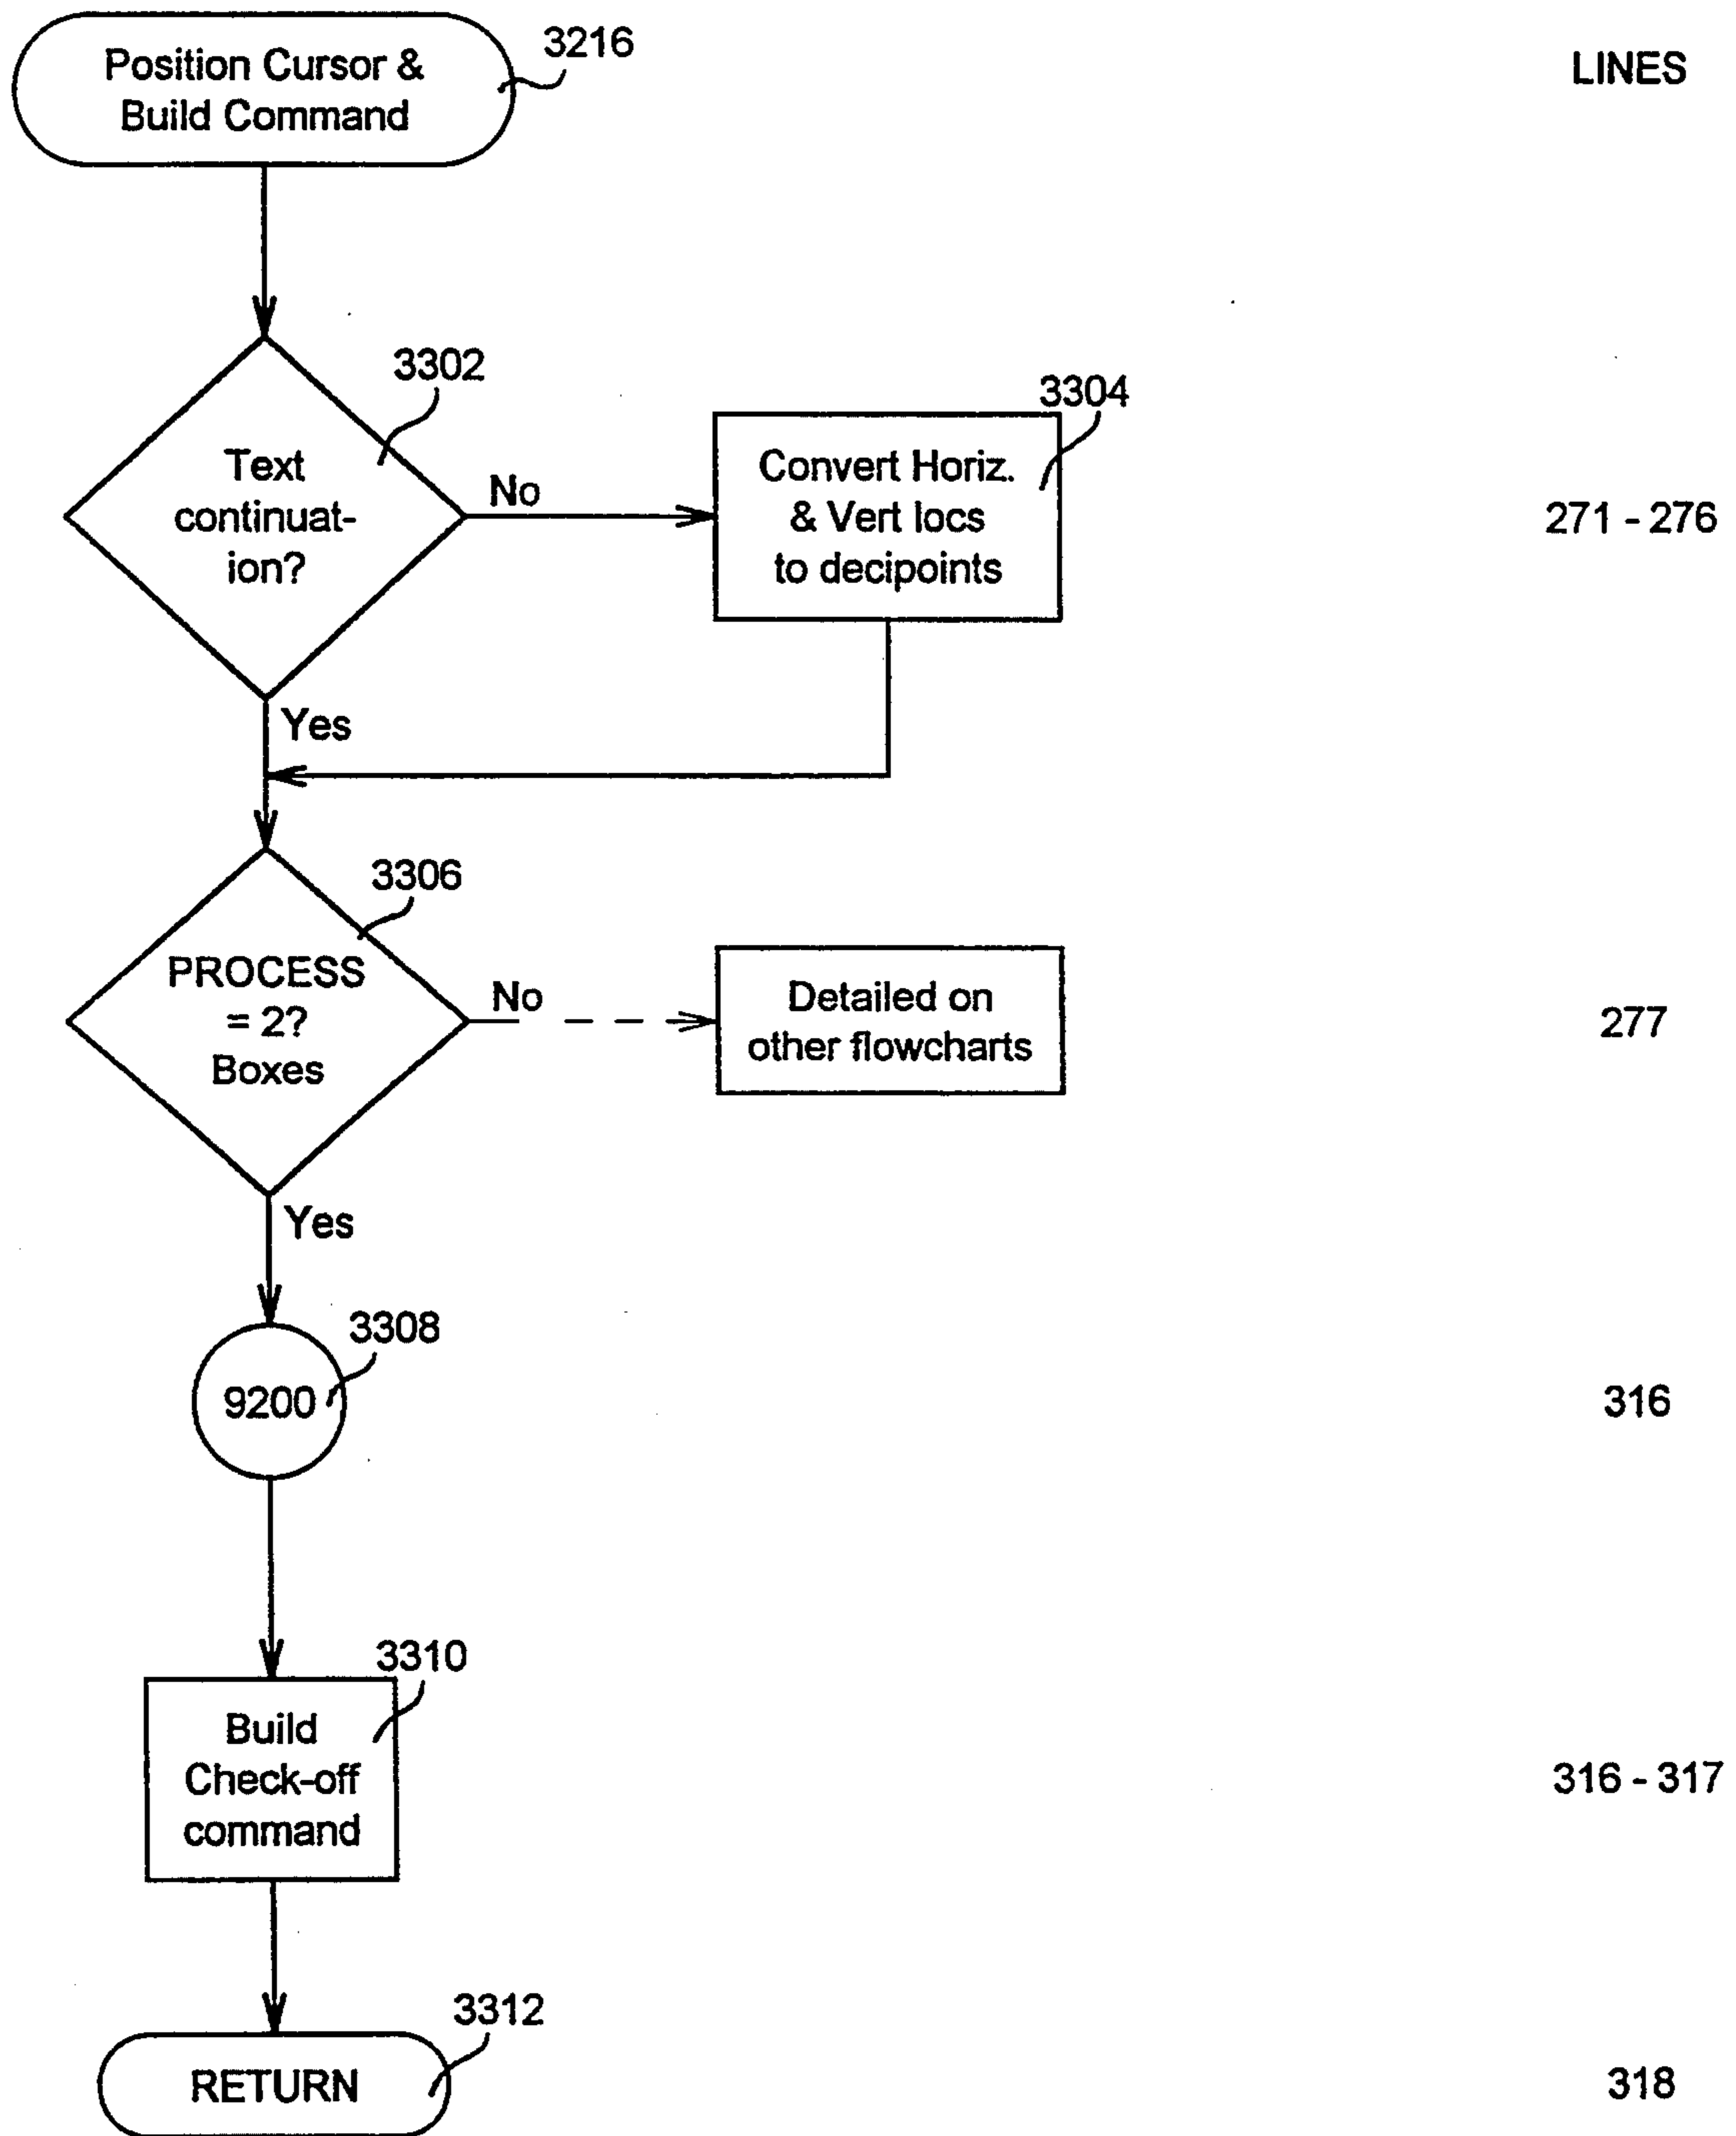 Position Cursor &
Build Command
3216
LINES
3302
3304
Text
continuat-
ion?
No
Convert Horiz.
& Vert locs
to decipoints
271 - 276
Yes
3306
PROCESS
= 2?
Boxes
No
Detailed on
other flowcharts
277
Yes
3308
9200
316
3310
Build
Check-off
command
316 - 317
3312
RETURN
318